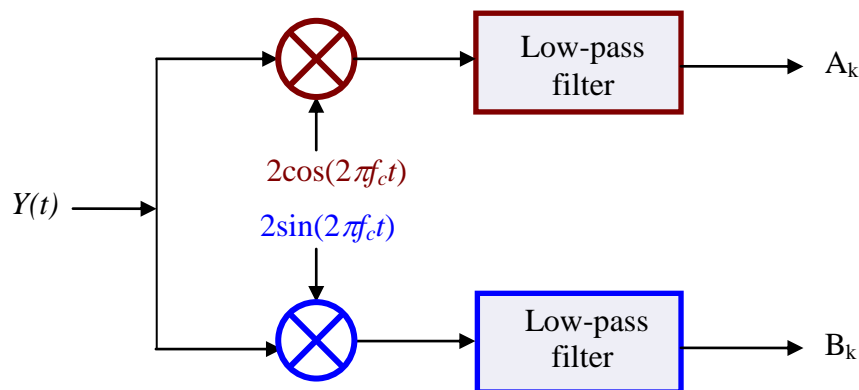 Low-pass
filter
A_k
2cos(2πf_ct)
Y(t)
2sin(2πf_ct)
Low-pass
filter
B_k